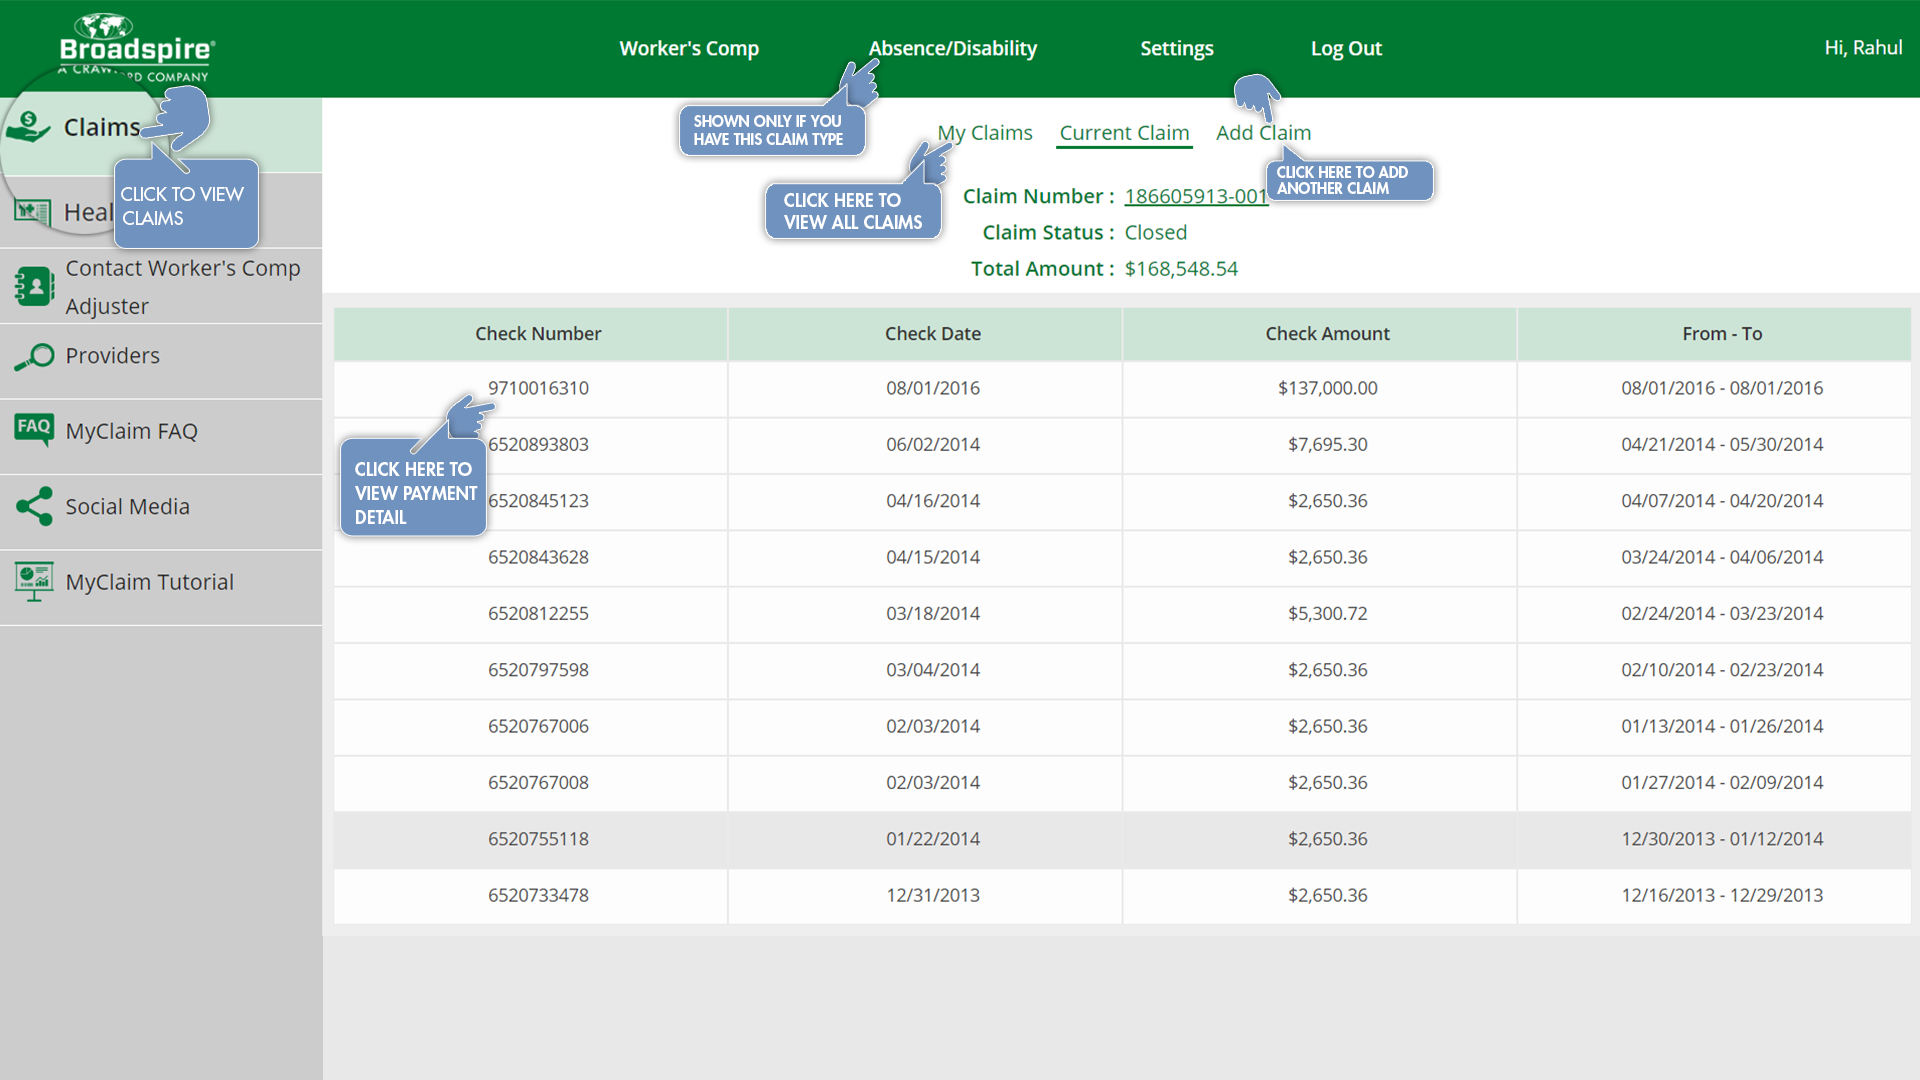 Broadspire®
A CRAW RD COMPANY
Worker's Comp
Absence/Disability
Settings
Log Out
Hi, Rahul
Claims
CLICK TO VIEW
CLAIMS
Heal
Contact Worker's Comp
Adjuster
Providers
FAQ
MyClaim FAQ
Social Media
MyClaim Tutorial
SHOWN ONLY IF YOU
HAVE THIS CLAIM TYPE
My Claims
Current Claim
Add Claim
CLICK HERE TO
VIEW ALL CLAIMS
CLICK HERE TO ADD
ANOTHER CLAIM
Claim Number : 186605913-001
Claim Status : Closed
Total Amount : $168,548.54
Check Number Check Date Check Amount From - To
9710016310 08/01/2016 $137,000.00 08/01/2016 - 08/01/2016
6520893803 06/02/2014 $7,695.30 04/21/2014 - 05/30/2014
CLICK HERE TO
VIEW PAYMENT
DETAIL
6520845123 04/16/2014 $2,650.36 04/07/2014 - 04/20/2014
6520843628 04/15/2014 $2,650.36 03/24/2014 - 04/06/2014
6520812255 03/18/2014 $5,300.72 02/24/2014 - 03/23/2014
6520797598 03/04/2014 $2,650.36 02/10/2014 - 02/23/2014
6520767006 02/03/2014 $2,650.36 01/13/2014 - 01/26/2014
6520767008 02/03/2014 $2,650.36 01/27/2014 - 02/09/2014
6520755118 01/22/2014 $2,650.36 12/30/2013 - 01/12/2014
6520733478 12/31/2013 $2,650.36 12/16/2013 - 12/29/2013